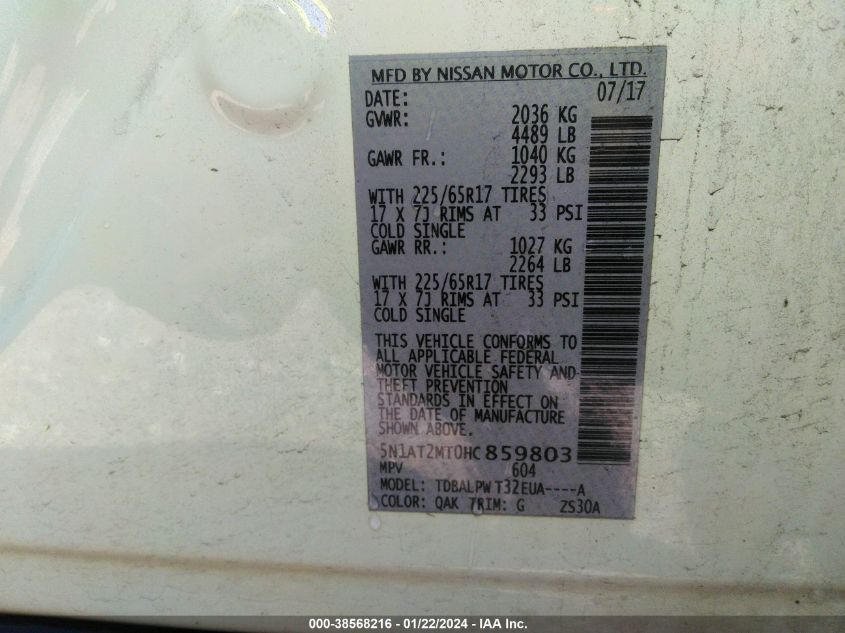 MFD BY NISSAN MOTOR CO., LTD.
DATE: 07/17
GVWR: 2036 KG
4489 LB
GAWR FR.: 1040 KG
2293 LB
WITH 225/65R17 TIRES
17 X 7J RIMS AT 33 PSI
COLD SINGLE
GAWR RR.: 1027 KG
2264 LB
WITH 225/65R17 TIRES
17 X 7J RIMS AT 33 PSI
COLD SINGLE
THIS VEHICLE CONFORMS TO
ALL APPLICABLE FEDERAL
MOTOR VEHICLE SAFETY AND
THEFT PREVENTION
STANDARDS IN EFFECT ON
THE DATE OF MANUFACTURE
SHOWN ABOVE.
5N1AT2MT0HC859803
MPV 604
MODEL: TDBALPW T32EUA----A
COLOR: QAK TRIM: G ZS30A
000-38568216 - 01/22/2024 - IAA Inc.